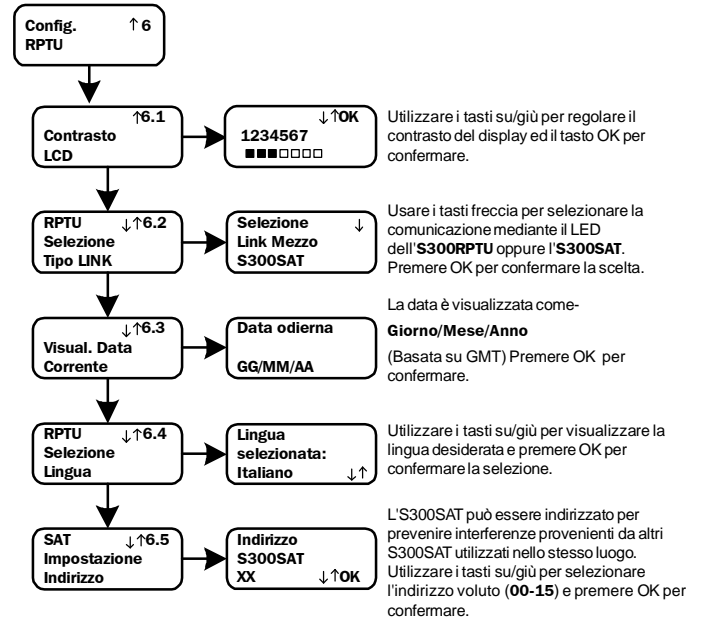 Config. ↑ 6
RPTU
↑6.1
Contrasto
LCD
↓↑OK
1234567
■■■□□□□
Utilizzare i tasti su/giù per regolare il
contrasto del display ed il tasto OK per
confermare.
RPTU ↓↑6.2
Selezione
Tipo LINK
Selezione ↓
Link Mezzo
S300SAT
Usare i tasti freccia per selezionare la
comunicazione mediante il LED
dell'S300RPTU oppure l'S300SAT.
Premere OK per confermare la scelta.
↓↑6.3
Visual. Data
Corrente
Data odierna
GG/MM/AA
La data è visualizzata come-
Giorno/Mese/Anno
(Basata su GMT) Premere OK per
confermare.
RPTU ↓↑6.4
Selezione
Lingua
Lingua
selezionata:
Italiano ↓↑
Utilizzare i tasti su/giù per visualizzare la
lingua desiderata e premere OK per
confermare la selezione.
SAT ↓↑6.5
Impostazione
Indirizzo
Indirizzo
S300SAT
XX ↓↑OK
L'S300SAT può essere indirizzato per
prevenire interferenze provenienti da altri
S300SAT utilizzati nello stesso luogo.
Utilizzare i tasti su/giù per selezionare
l'indirizzo voluto (00-15) e premere OK per
confermare.